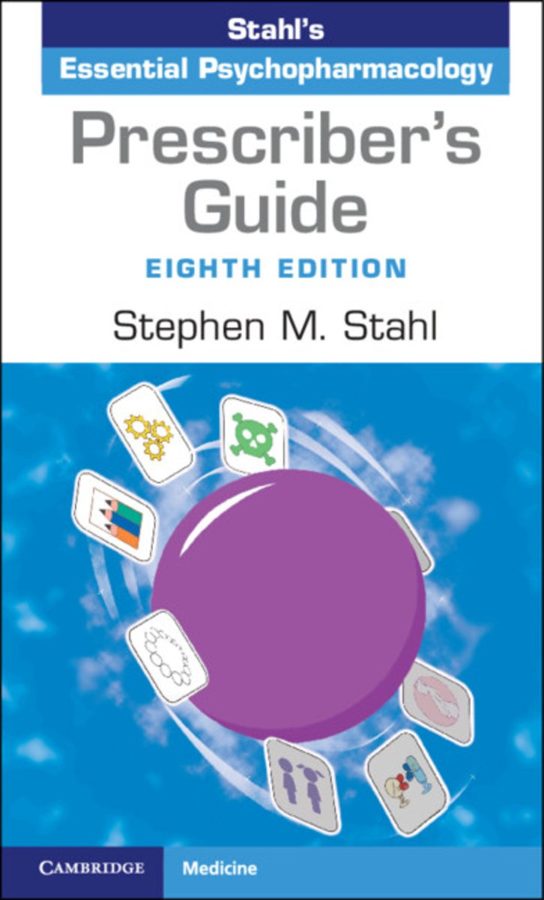 Stahl's
Essential Psychopharmacology
Prescriber's
Guide
EIGHTH EDITION
Stephen M. Stahl
CAMBRIDGE Medicine